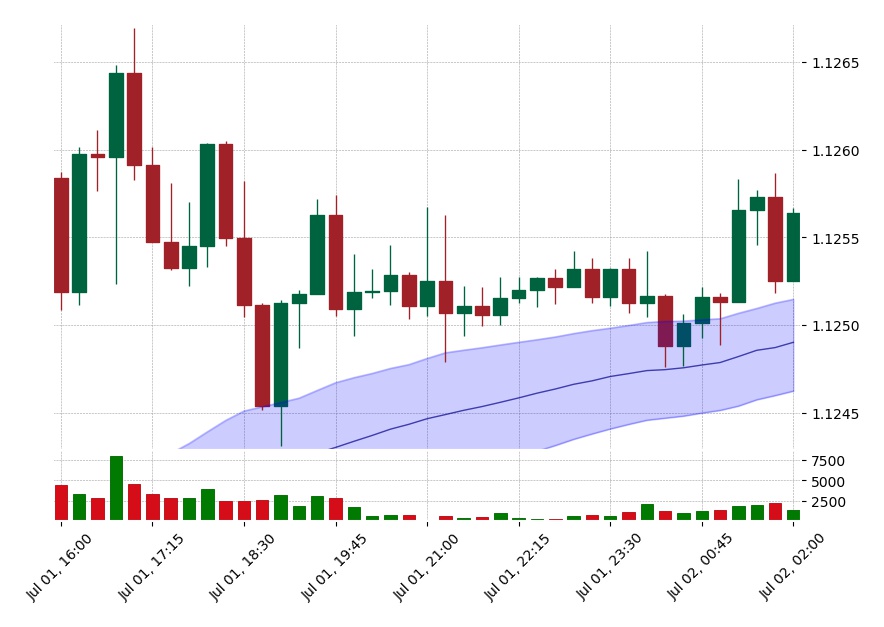 1.1265
1.1260
1.1255
1.1250
1.1245
7500
5000
2500
Jul 01, 16:00
Jul 01, 17:15
Jul 01, 18:30
Jul 01, 19:45
Jul 01, 21:00
Jul 01, 22:15
Jul 01, 23:30
Jul 02, 00:45
Jul 02, 02:00